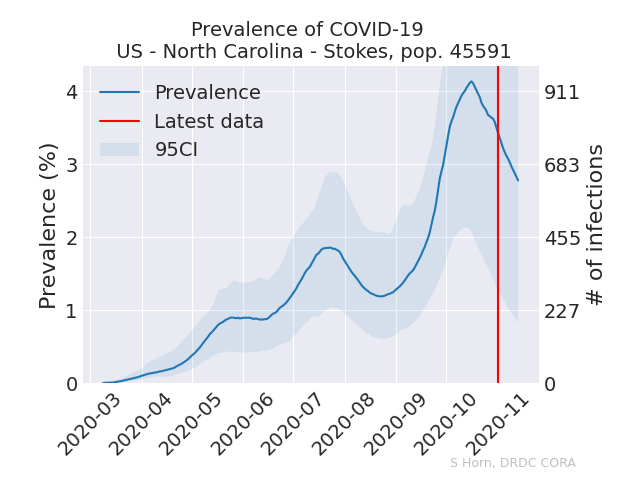 Prevalence of COVID-19
US - North Carolina - Stokes, pop. 45591
Prevalence
Latest data
95CI
Prevalence (%)
4
3
2
1
0
911
683
455
227
0
# of infections
2020-03
2020-04
2020-05
2020-06
2020-07
2020-08
2020-09
2020-10
2020-11
S Horn, DRDC CORA